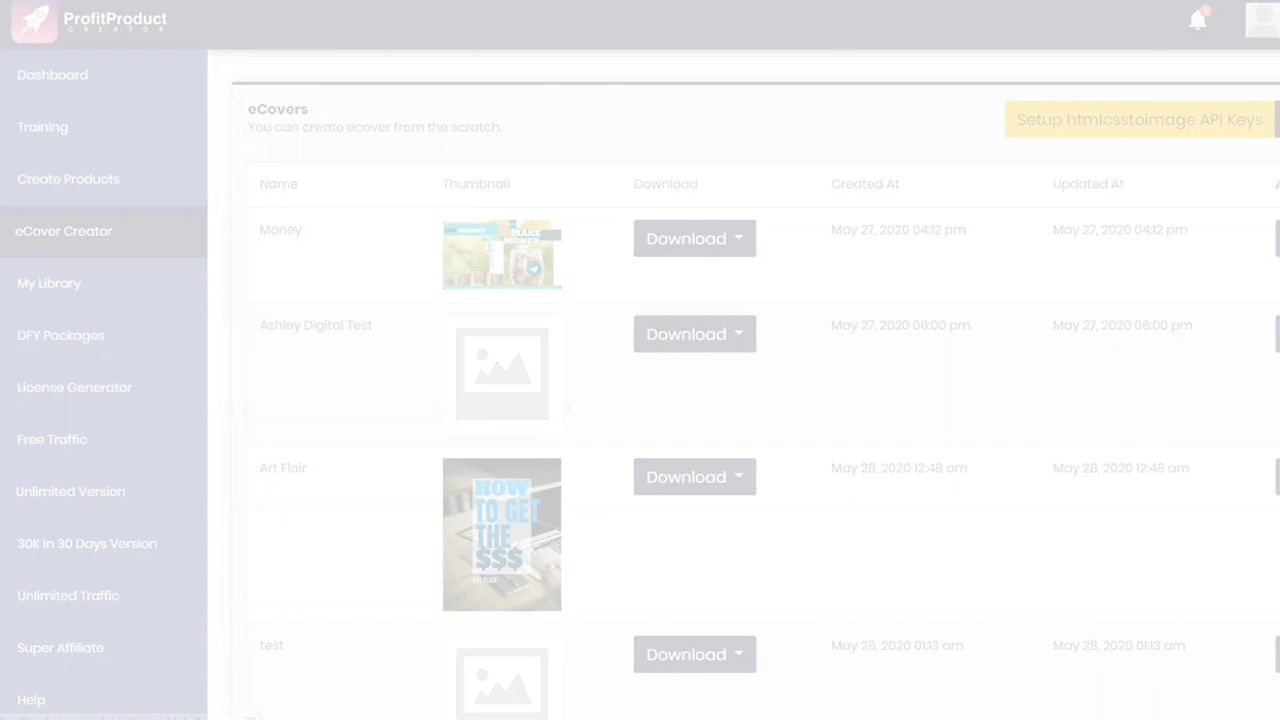 ProfitProduct
CREATOR
1
Dashboard
Training
Create Products
eCover Creator
My Library
DFY Packages
License Generator
Free Traffic
Unlimited Version
30K In 30 Days Version
Unlimited Traffic
Super Affiliate
Help
eCovers
You can create ecover from the scratch.
Setup htmlcsstoimage API Keys
Name Thumbnail Download Created At Updated At
Money
MAKE
MONEY
Download
May 27, 2020 04:12 pm
May 27, 2020 04:12 pm
Ashley Digital Test
Download
May 27, 2020 06:00 pm
May 27, 2020 06:00 pm
Art Flair
HOW
TO GET
THE
$$$
ART FLAIR
Download
May 28, 2020 12:48 am
May 28, 2020 12:48 am
test
Download
May 28, 2020 01:13 am
May 28, 2020 01:13 am